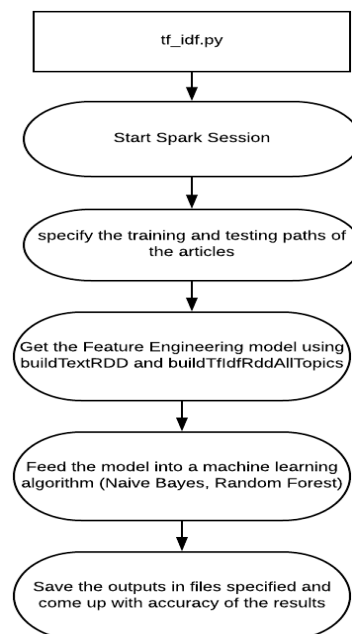 tf_idf.py
Start Spark Session
specify the training and testing paths of
the articles
Get the Feature Engineering model using
buildTextRDD and buildTfIdfRddAllTopics
Feed the model into a machine learning
algorithm (Naive Bayes, Random Forest)
Save the outputs in files specified and
come up with accuracy of the results